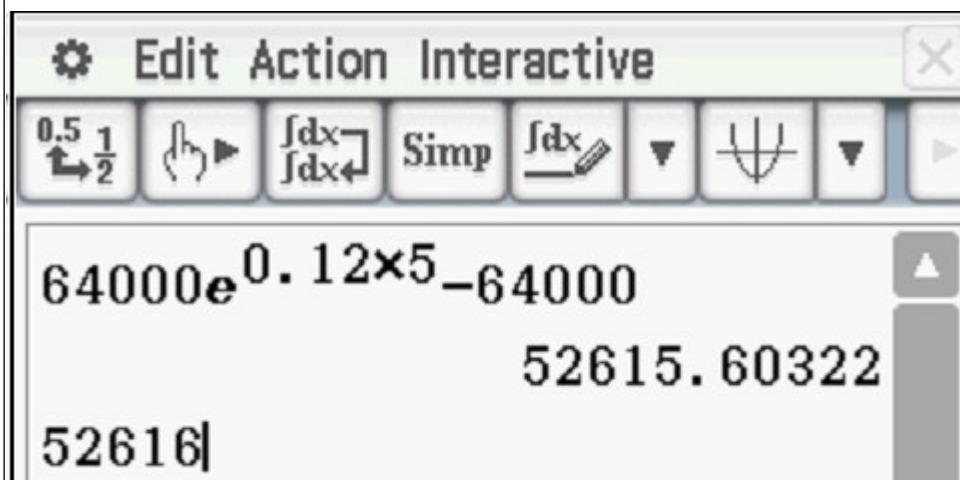 Edit Action Interactive
0.5 1/2 ∫dx ∫dx Simp ∫dx
64000e^0.12×5−64000
52615.60322
52616